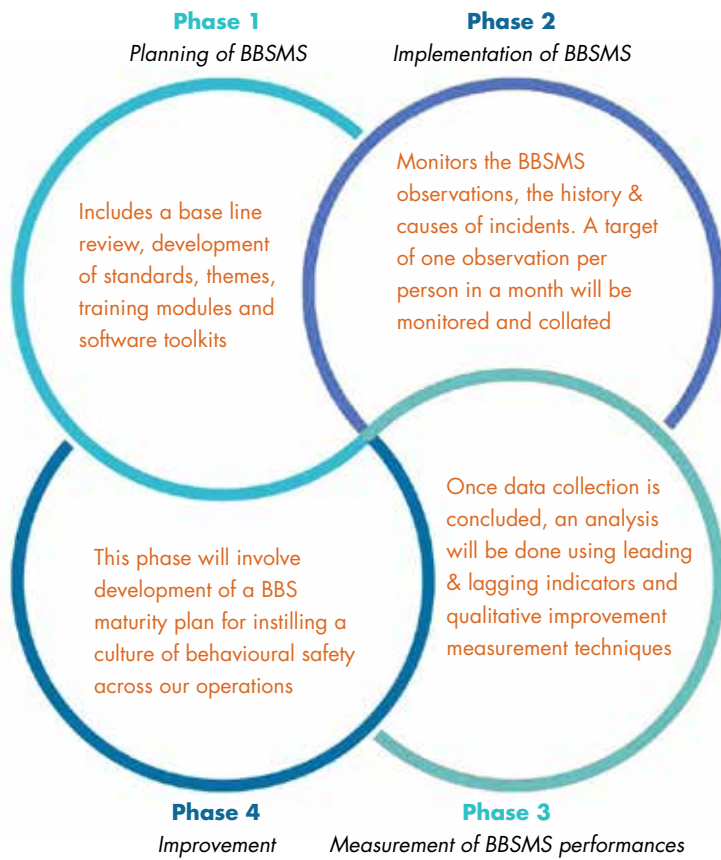 Phase 1
Planning of BBSMS
Phase 2
Implementation of BBSMS
Includes a base line
review, development
of standards, themes,
training modules and
software toolkits
Monitors the BBSMS
observations, the history &
causes of incidents. A target
of one observation per
person in a month will be
monitored and collated
This phase will involve
development of a BBS
maturity plan for instilling a
culture of behavioural safety
across our operations
Once data collection is
concluded, an analysis
will be done using leading
& lagging indicators and
qualitative improvement
measurement techniques
Phase 4
Improvement
Phase 3
Measurement of BBSMS performances